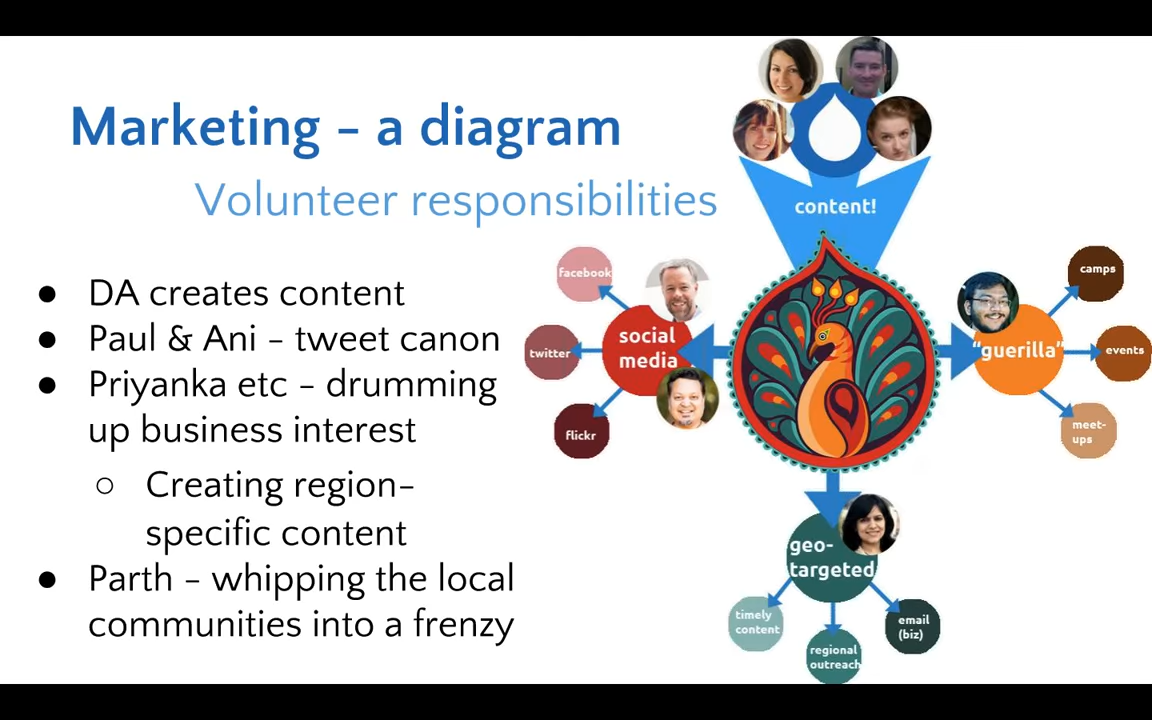 Marketing - a diagram
Volunteer responsibilities
● DA creates content
● Paul & Ani - tweet canon
● Priyanka etc - drumming
up business interest
○ Creating region-
specific content
● Parth - whipping the local
communities into a frenzy
content!
facebook
twitter
flickr
social
media
"guerilla"
camps
events
meet-
ups
geo-
targeted
timely
content
regional
outreach
email
(biz)